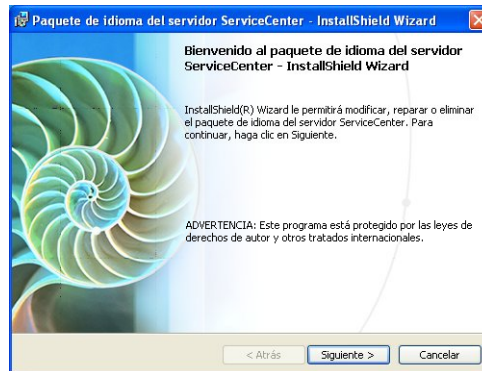 Paquete de idioma del servidor ServiceCenter - InstallShield Wizard
Bienvenido al paquete de idioma del servidor
ServiceCenter - InstallShield Wizard
InstallShield(R) Wizard le permitirá modificar, reparar o eliminar
el paquete de idioma del servidor ServiceCenter. Para
continuar, haga clic en Siguiente.
ADVERTENCIA: Este programa está protegido por las leyes de
derechos de autor y otros tratados internacionales.
< Atrás
Siguiente >
Cancelar